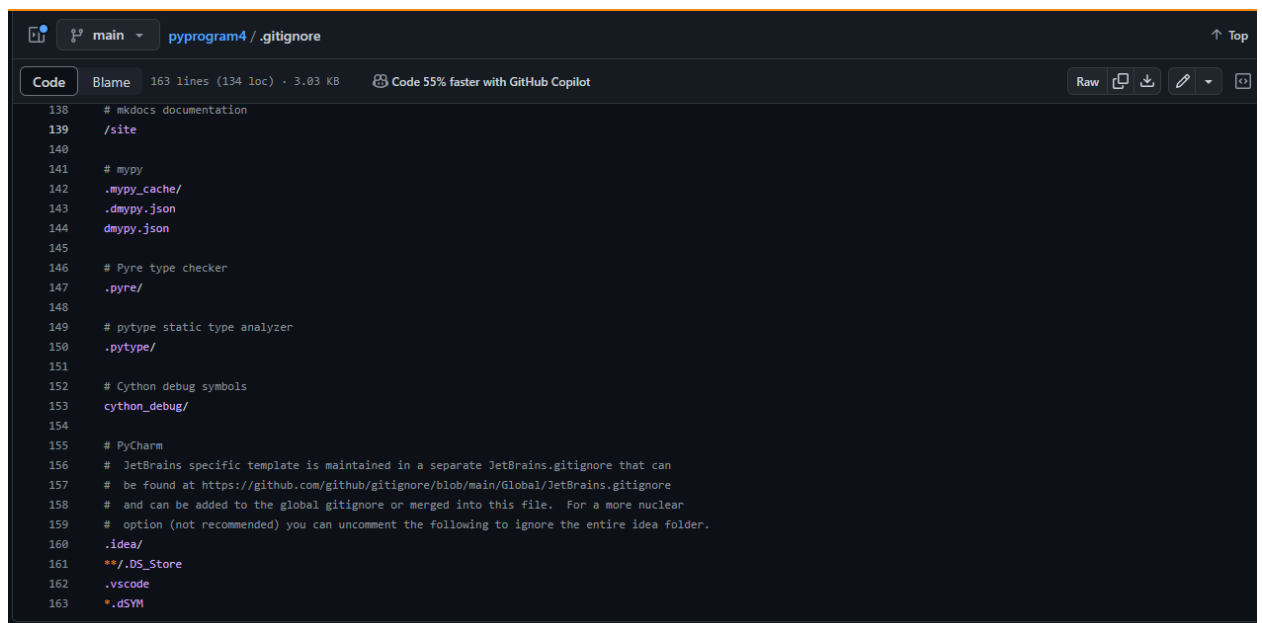 main
pyprogram4 / .gitignore
Top
Code
Blame
163 lines (134 loc) · 3.03 KB
Code 55% faster with GitHub Copilot
Raw
138 # mkdocs documentation
139 /site
140
141 # mypy
142 .mypy_cache/
143 .dmypy.json
144 dmypy.json
145
146 # Pyre type checker
147 .pyre/
148
149 # pytype static type analyzer
150 .pytype/
151
152 # Cython debug symbols
153 cython_debug/
154
155 # PyCharm
156 #  JetBrains specific template is maintained in a separate JetBrains.gitignore that can
157 #  be found at https://github.com/github/gitignore/blob/main/Global/JetBrains.gitignore
158 #  and can be added to the global gitignore or merged into this file.  For a more nuclear
159 #  option (not recommended) you can uncomment the following to ignore the entire idea folder.
160 .idea/
161 **/.DS_Store
162 .vscode
163 *.dSYM